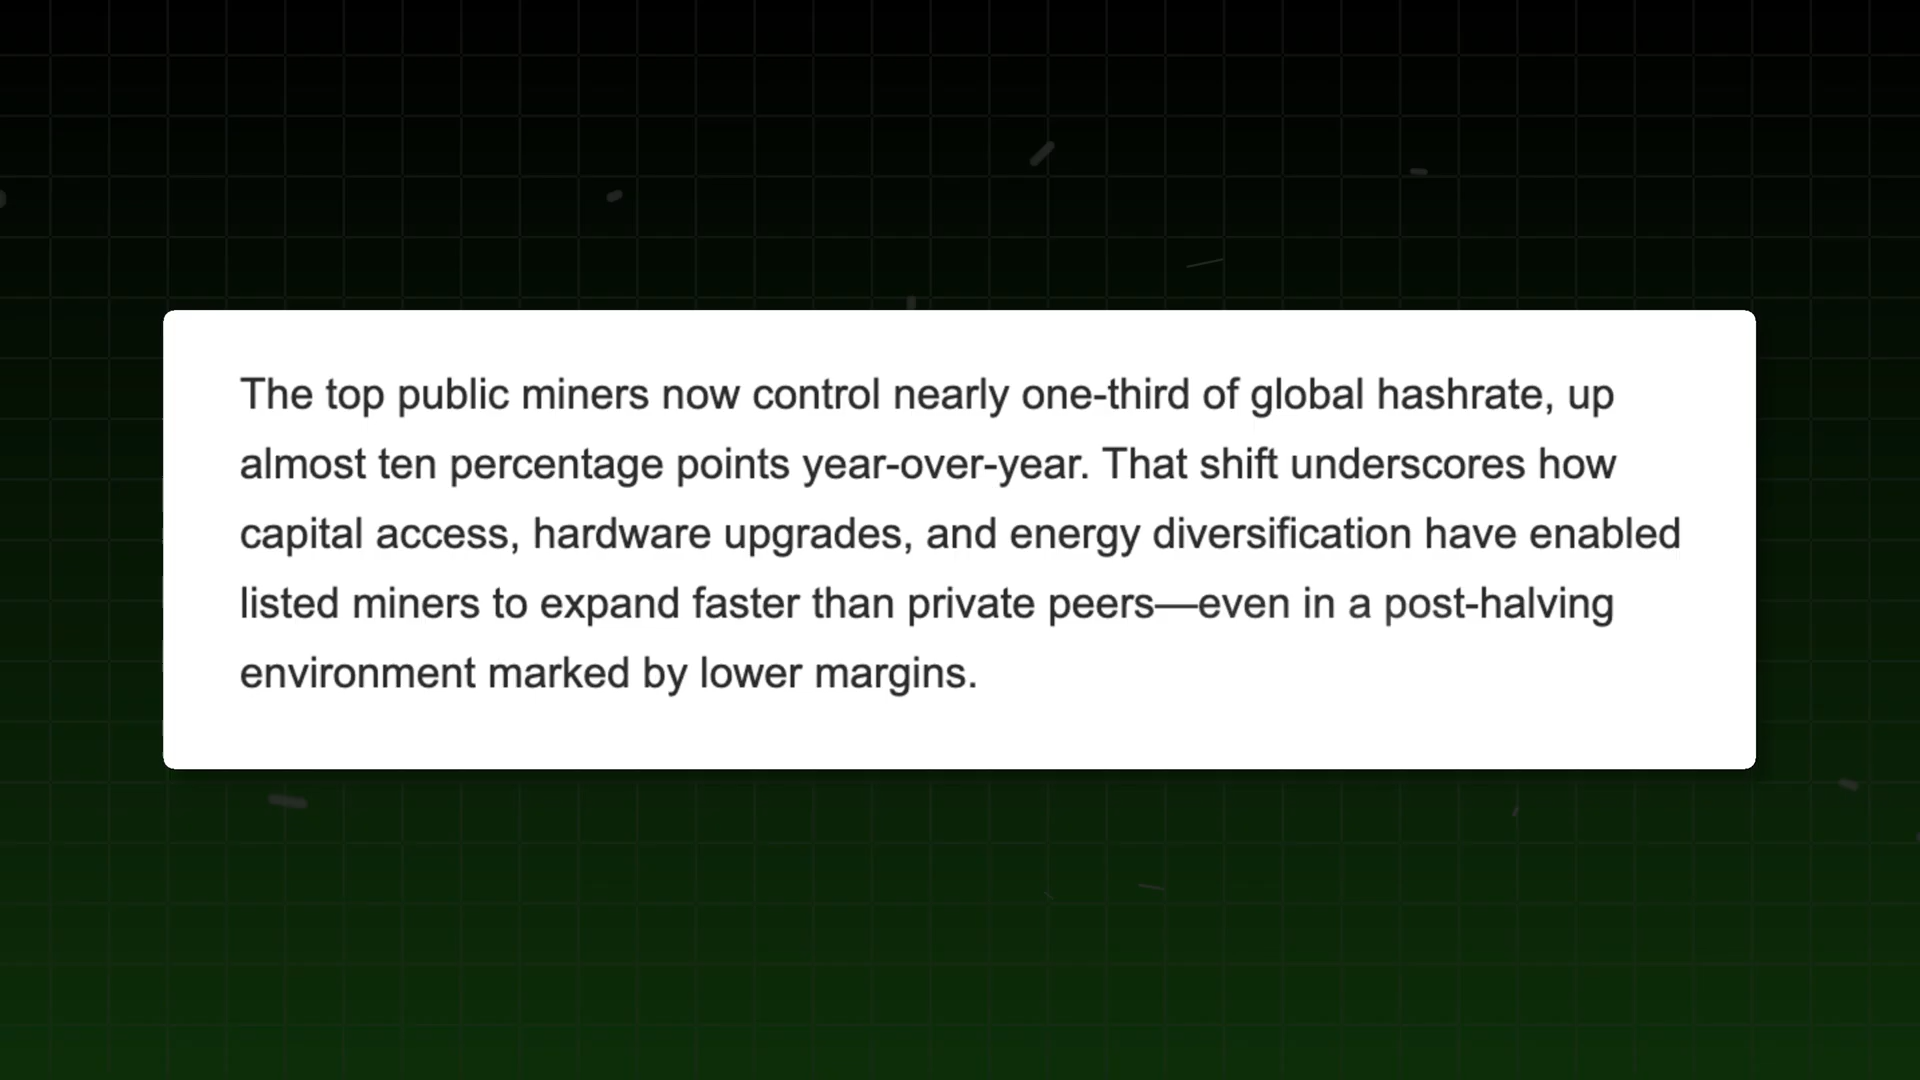 The top public miners now control nearly one-third of global hashrate, up
almost ten percentage points year-over-year. That shift underscores how
capital access, hardware upgrades, and energy diversification have enabled
listed miners to expand faster than private peers—even in a post-halving
environment marked by lower margins.